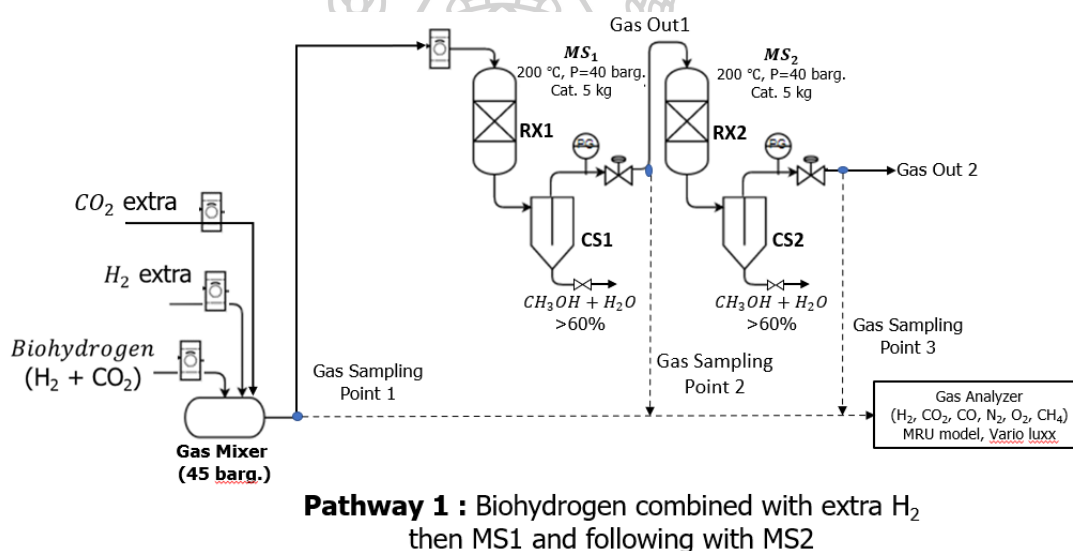 Gas Out1
MS₁
200 °C, P=40 barg.
Cat. 5 kg
MS₂
200 °C, P=40 barg.
Cat. 5 kg
RX1
RX2
Gas Out 2
CO₂ extra
H₂ extra
CS1
CS2
CH₃OH + H₂O
>60%
CH₃OH + H₂O
>60%
Biohydrogen
(H₂ + CO₂)
Gas Sampling
Point 1
Gas Sampling
Point 2
Gas Sampling
Point 3
Gas Mixer
(45 barg.)
Gas Analyzer
(H₂, CO₂, CO, N₂, O₂, CH₄)
MRU model, Vario luxx
Pathway 1 : Biohydrogen combined with extra H₂
then MS1 and following with MS2